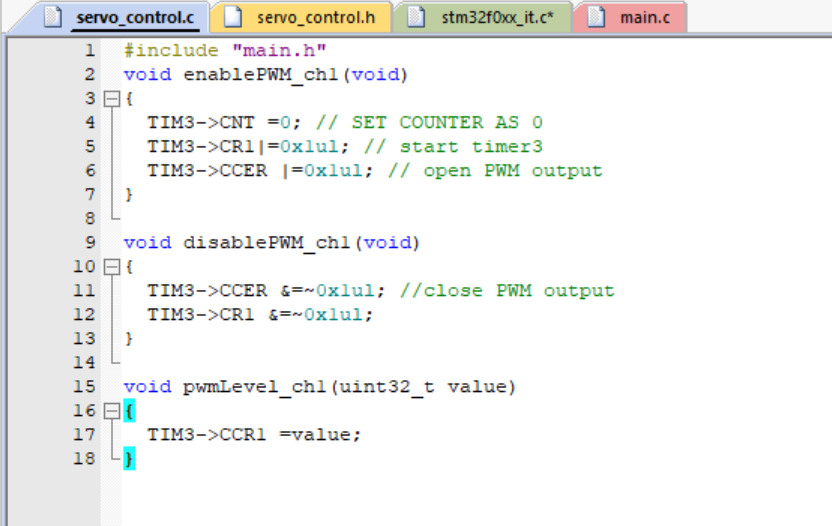 servo_control.c servo_control.h stm32f0xx_it.c* main.c
1 #include "main.h"
2 void enablePWM_ch1(void)
3 {
4 TIM3->CNT =0; // SET COUNTER AS 0
5 TIM3->CR1|=0x1ul; // start timer3
6 TIM3->CCER |=0x1ul; // open PWM output
7 }
8
9 void disablePWM_ch1(void)
10 {
11 TIM3->CCER &=~0x1ul; //close PWM output
12 TIM3->CR1 &=~0x1ul;
13 }
14
15 void pwmLevel_ch1(uint32_t value)
16 {
17 TIM3->CCR1 =value;
18 }